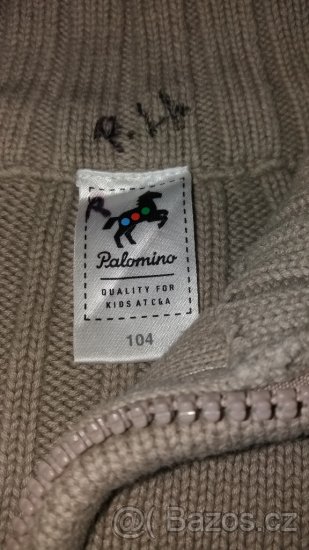 R
Palomino
QUALITY FOR
KIDS AT C&A
104
Bazos.cz